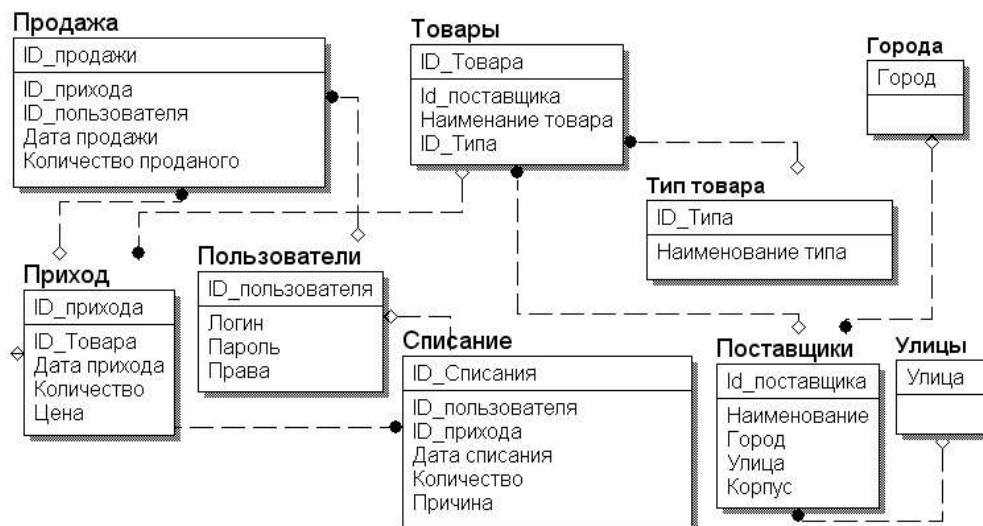 Продажа
ID_продажи
ID_прихода
ID_пользователя
Дата продажи
Количество проданого
Товары
ID_Товара
Id_поставщика
Наименание товара
ID_Типа
Города
Город
Тип товара
ID_Типа
Наименование типа
Приход
ID_прихода
ID_Товара
Дата прихода
Количество
Цена
Пользователи
ID_пользователя
Логин
Пароль
Права
Списание
ID_Списания
ID_пользователя
ID_прихода
Дата списания
Количество
Причина
Поставщики
Id_поставщика
Наименование
Город
Улица
Корпус
Улицы
Улица